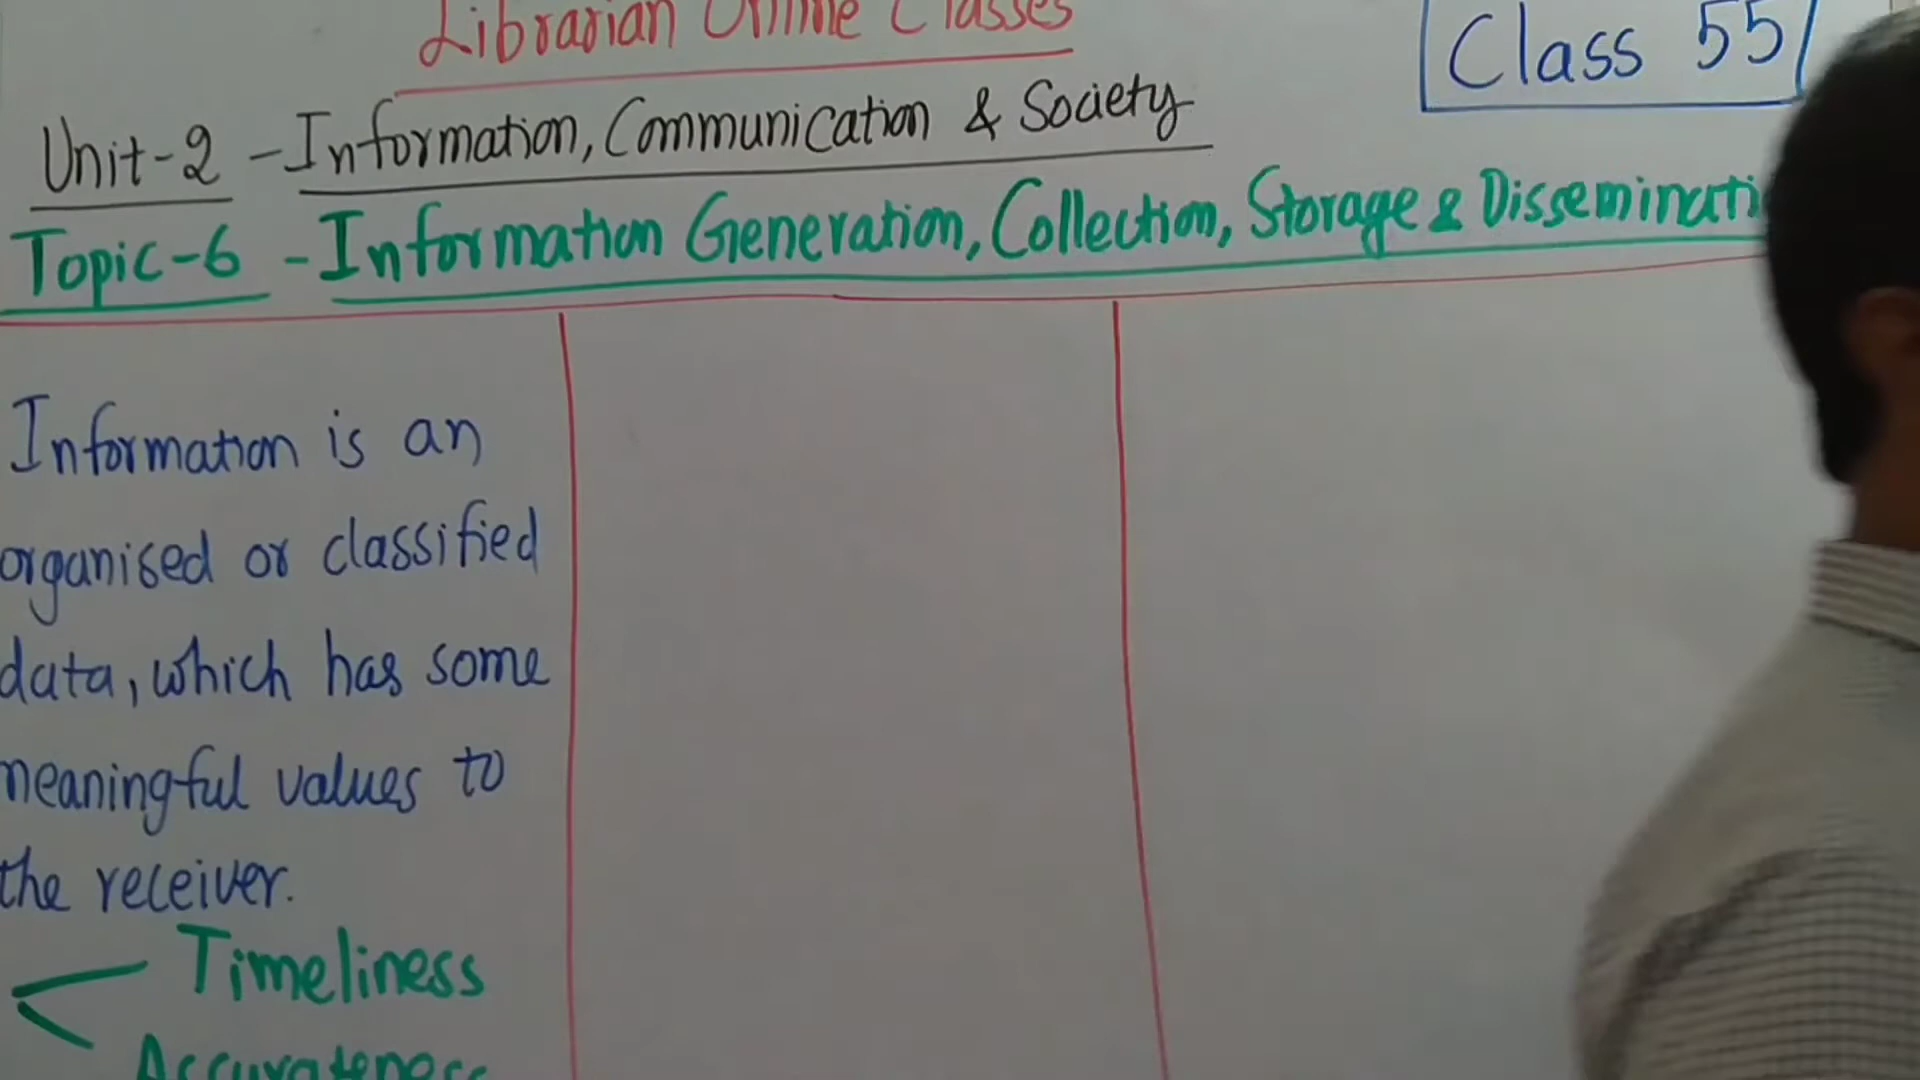 Librarian Online Classes
Class 55
Unit-2 - Information, Communication & Society
Topic-6 - Information Generation, Collection, Storage & Disseminati
Information is an
organised or classified
data, which has some
meaningful values to
the receiver.
Timeliness
Accurateness